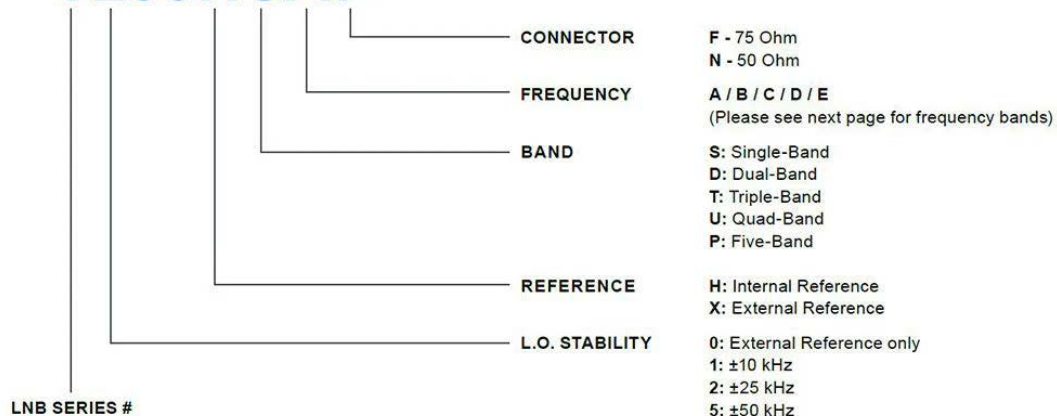 CONNECTOR F - 75 Ohm
N - 50 Ohm
FREQUENCY A / B / C / D / E
(Please see next page for frequency bands)
BAND S: Single-Band
D: Dual-Band
T: Triple-Band
U: Quad-Band
P: Five-Band
REFERENCE H: Internal Reference
X: External Reference
L.O. STABILITY 0: External Reference only
1: ±10 kHz
2: ±25 kHz
LNB SERIES # 5: ±50 kHz